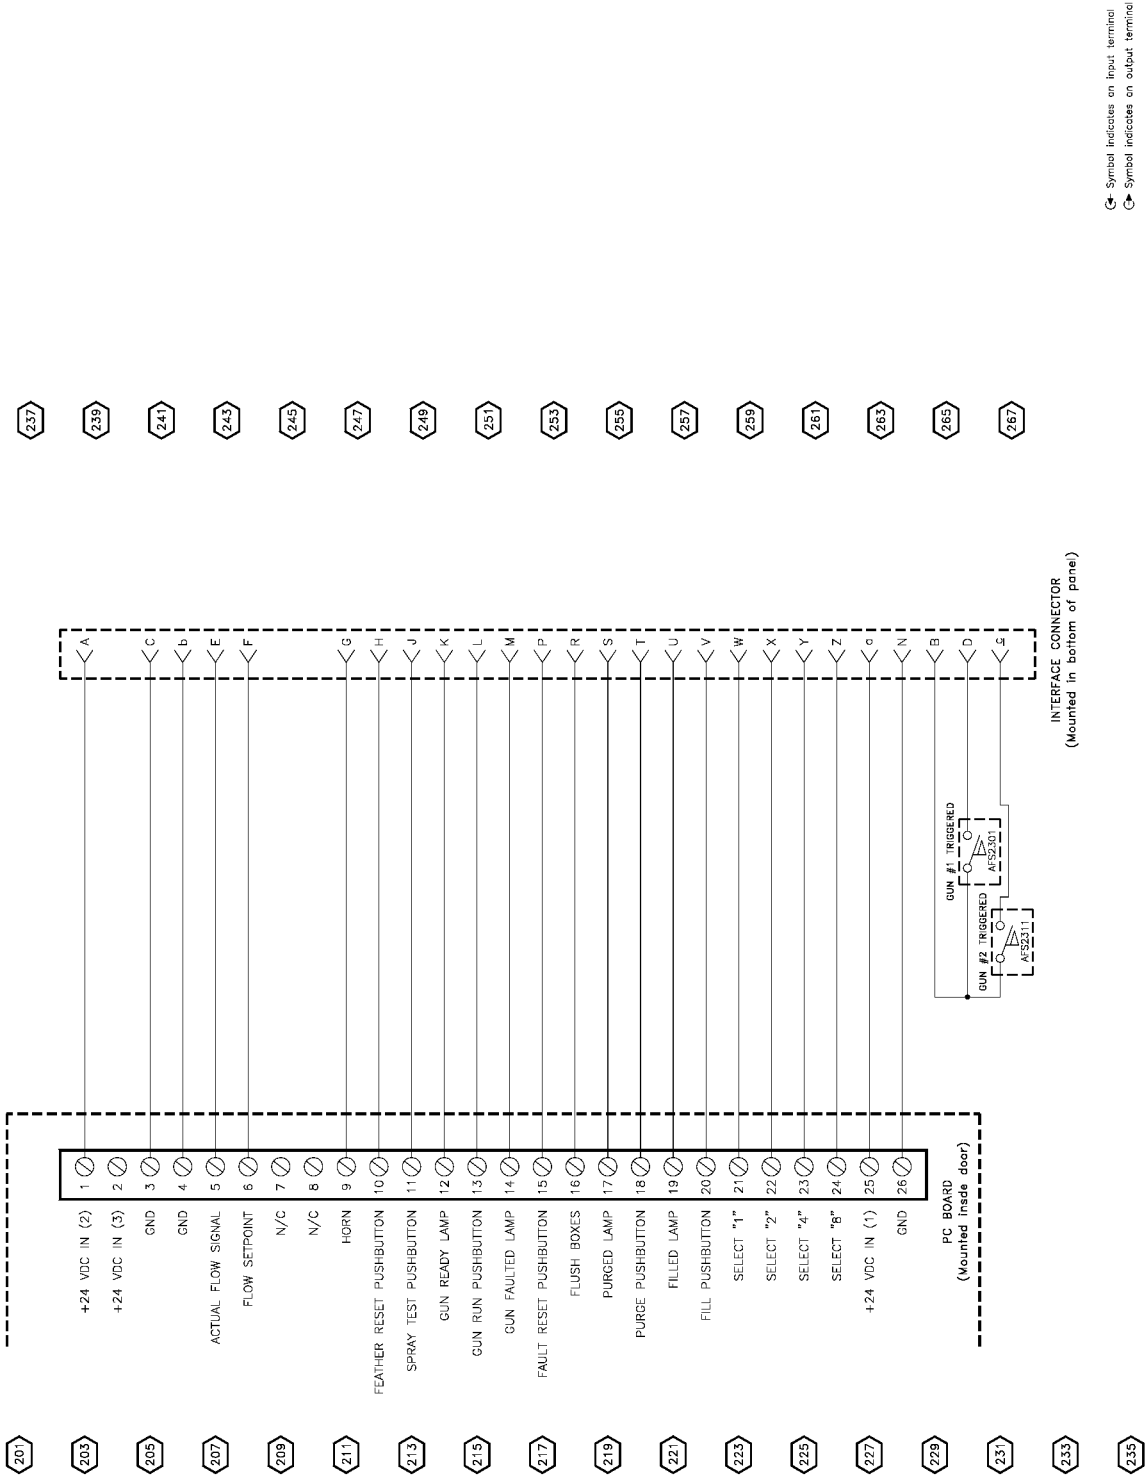 201
203
205
207
209
211
213
215
217
219
221
223
225
227
229
231
233
235
+24 VDC IN (2) 1 A
+24 VDC IN (3) 2
GND 3 C
GND 4 b
ACTUAL FLOW SIGNAL 5 E
FLOW SETPOINT 6 F
N/C 7
N/C 8
HORN 9 G
FEATHER RESET PUSHBUTTON 10 H
SPRAY TEST PUSHBUTTON 11 J
GUN READY LAMP 12 K
GUN RUN PUSHBUTTON 13 L
GUN FAULTED LAMP 14 M
FAULT RESET PUSHBUTTON 15 P
FLUSH BOXES 16 R
PURGED LAMP 17 S
PURGE PUSHBUTTON 18 T
FILLED LAMP 19 U
FILL PUSHBUTTON 20 V
SELECT "1" 21 W
SELECT "2" 22 X
SELECT "4" 23 Y
SELECT "8" 24 Z
+24 VDC IN (1) 25 a
GND 26 N
B
D
c
PC BOARD
(Mounted insde door)
GUN #1 TRIGGERED
AFS2301
GUN #2 TRIGGERED
AFS2311
INTERFACE CONNECTOR
(Mounted in bottom of panel)
237
239
241
243
245
247
249
251
253
255
257
259
261
263
265
267
Symbol indicates an input terminal
Symbol indicates an output terminal